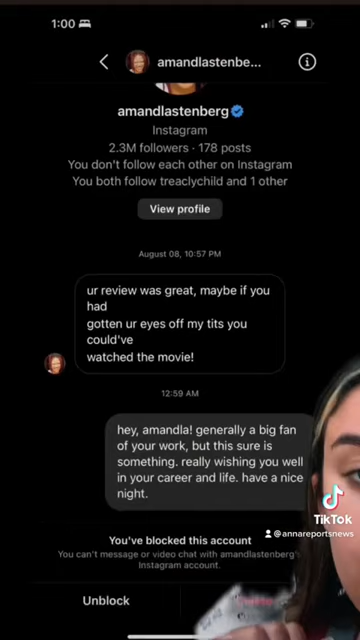 1:00
amandlastenbe...
amandlastenberg
Instagram
2.3M followers · 178 posts
You don't follow each other on Instagram
You both follow treaclychild and 1 other
View profile
August 08, 10:57 PM
ur review was great, maybe if you
had
gotten ur eyes off my tits you
could've
watched the movie!
12:59 AM
hey, amandla! generally a big fan
of your work, but this sure is
something. really wishing you well
in your career and life. have a nice
night.
TikTok
@annareportsnews
You've blocked this account
You can't message or video chat with amandlastenberg's
Instagram account.
Unblock